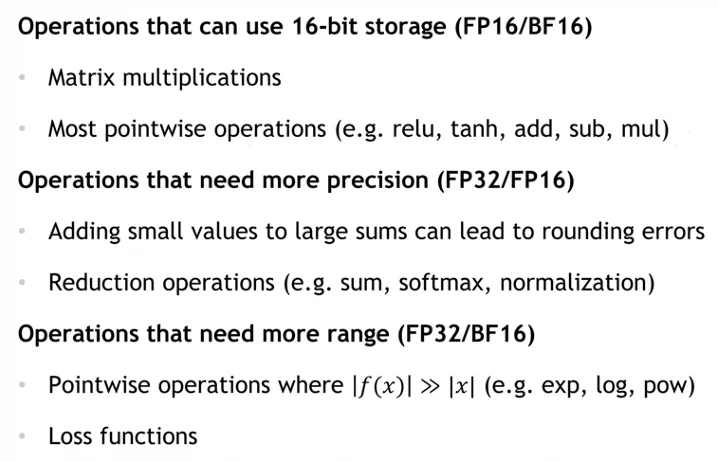 Operations that can use 16-bit storage (FP16/BF16)
• Matrix multiplications
• Most pointwise operations (e.g. relu, tanh, add, sub, mul)
Operations that need more precision (FP32/FP16)
• Adding small values to large sums can lead to rounding errors
• Reduction operations (e.g. sum, softmax, normalization)
Operations that need more range (FP32/BF16)
• Pointwise operations where |𝑓(𝑥)| ≫ |𝑥| (e.g. exp, log, pow)
• Loss functions